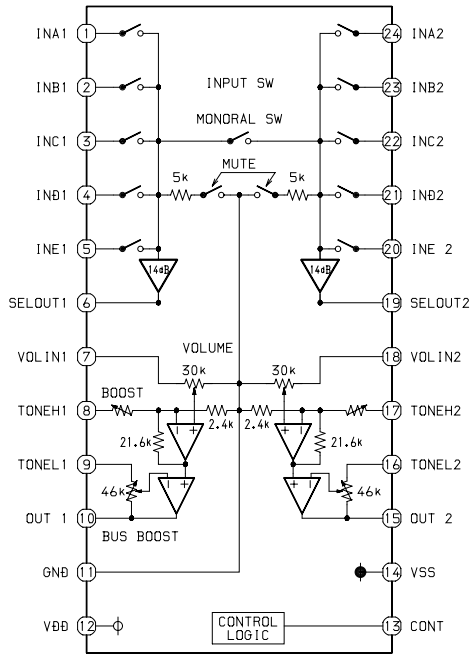 INA1 1 24 INA2
INB1 2 INPUT SW 23 INB2
MONORAL SW
INC1 3 22 INC2
MUTE
5k 5k
IND1 4 21 IND2
INE1 5 20 INE 2
14dB 14dB
SELOUT1 6 19 SELOUT2
VOLUME
VOLIN1 7 18 VOLIN2
30k 30k
BOOST
TONEH1 8 17 TONEH2
2.4k 2.4k
21.6k 21.6k
TONEL1 9 16 TONEL2
46k 46k
OUT 1 10 15 OUT 2
BUS BOOST
GND 11 14 VSS
VDD 12 CONTROL LOGIC 13 CONT